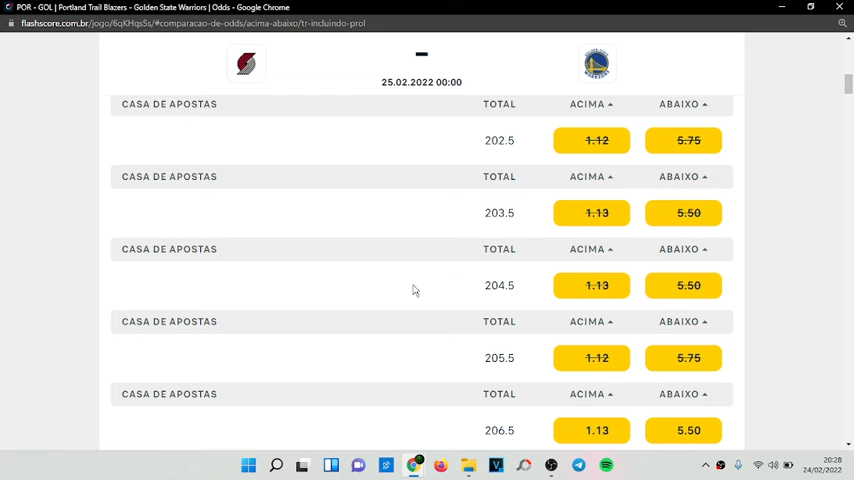 POR - GOL | Portland Trail Blazers - Golden State Warriors | Odds - Google Chrome
flashscore.com.br/jogo/6qKHqsSs/#comparacao-de-odds/acima-abaixo/tr-incluindo-prol
-
25.02.2022 00:00
CASA DE APOSTAS TOTAL ACIMA ABAIXO
202.5 1.12 5.75
CASA DE APOSTAS TOTAL ACIMA ABAIXO
203.5 1.13 5.50
CASA DE APOSTAS TOTAL ACIMA ABAIXO
204.5 1.13 5.50
CASA DE APOSTAS TOTAL ACIMA ABAIXO
205.5 1.12 5.75
CASA DE APOSTAS TOTAL ACIMA ABAIXO
206.5 1.13 5.50
20:28
24/02/2022